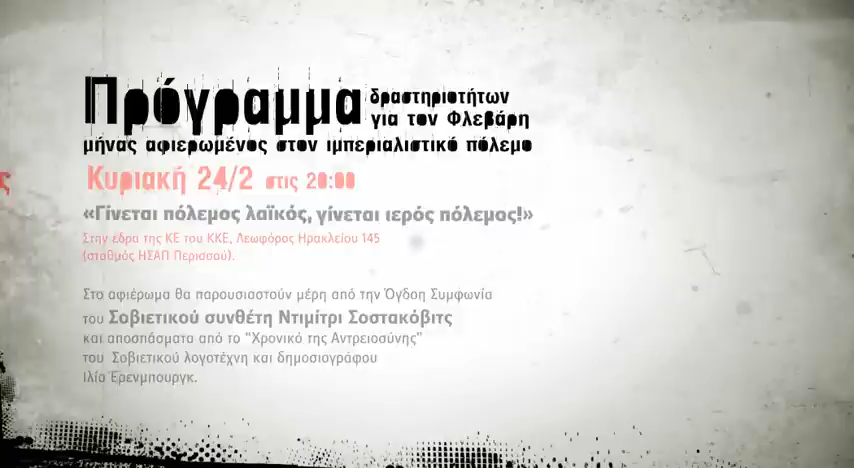 Πρόγραμμα δραστηριοτήτων
για τον Φλεβάρη
μήνας αφιερωμένος στον ιμπεριαλιστικό πόλεμο
ς
Κυριακή 24/2 στις 20:00
«Γίνεται πόλεμος λαϊκός, γίνεται ιερός πόλεμος!»
Στην έδρα της ΚΕ του ΚΚΕ, Λεωφόρος Ηρακλείου 145
(σταθμός ΗΣΑΠ Περισσού).
Στο αφιέρωμα θα παρουσιαστούν μέρη από την Όγδοη Συμφωνία
του Σοβιετικού συνθέτη Ντιμίτρι Σοστακόβιτς
και αποσπάσματα από το "Χρονικό της Αντρειοσύνης"
του Σοβιετικού λογοτέχνη και δημοσιογράφου
Ιλία Έρενμπουργκ.